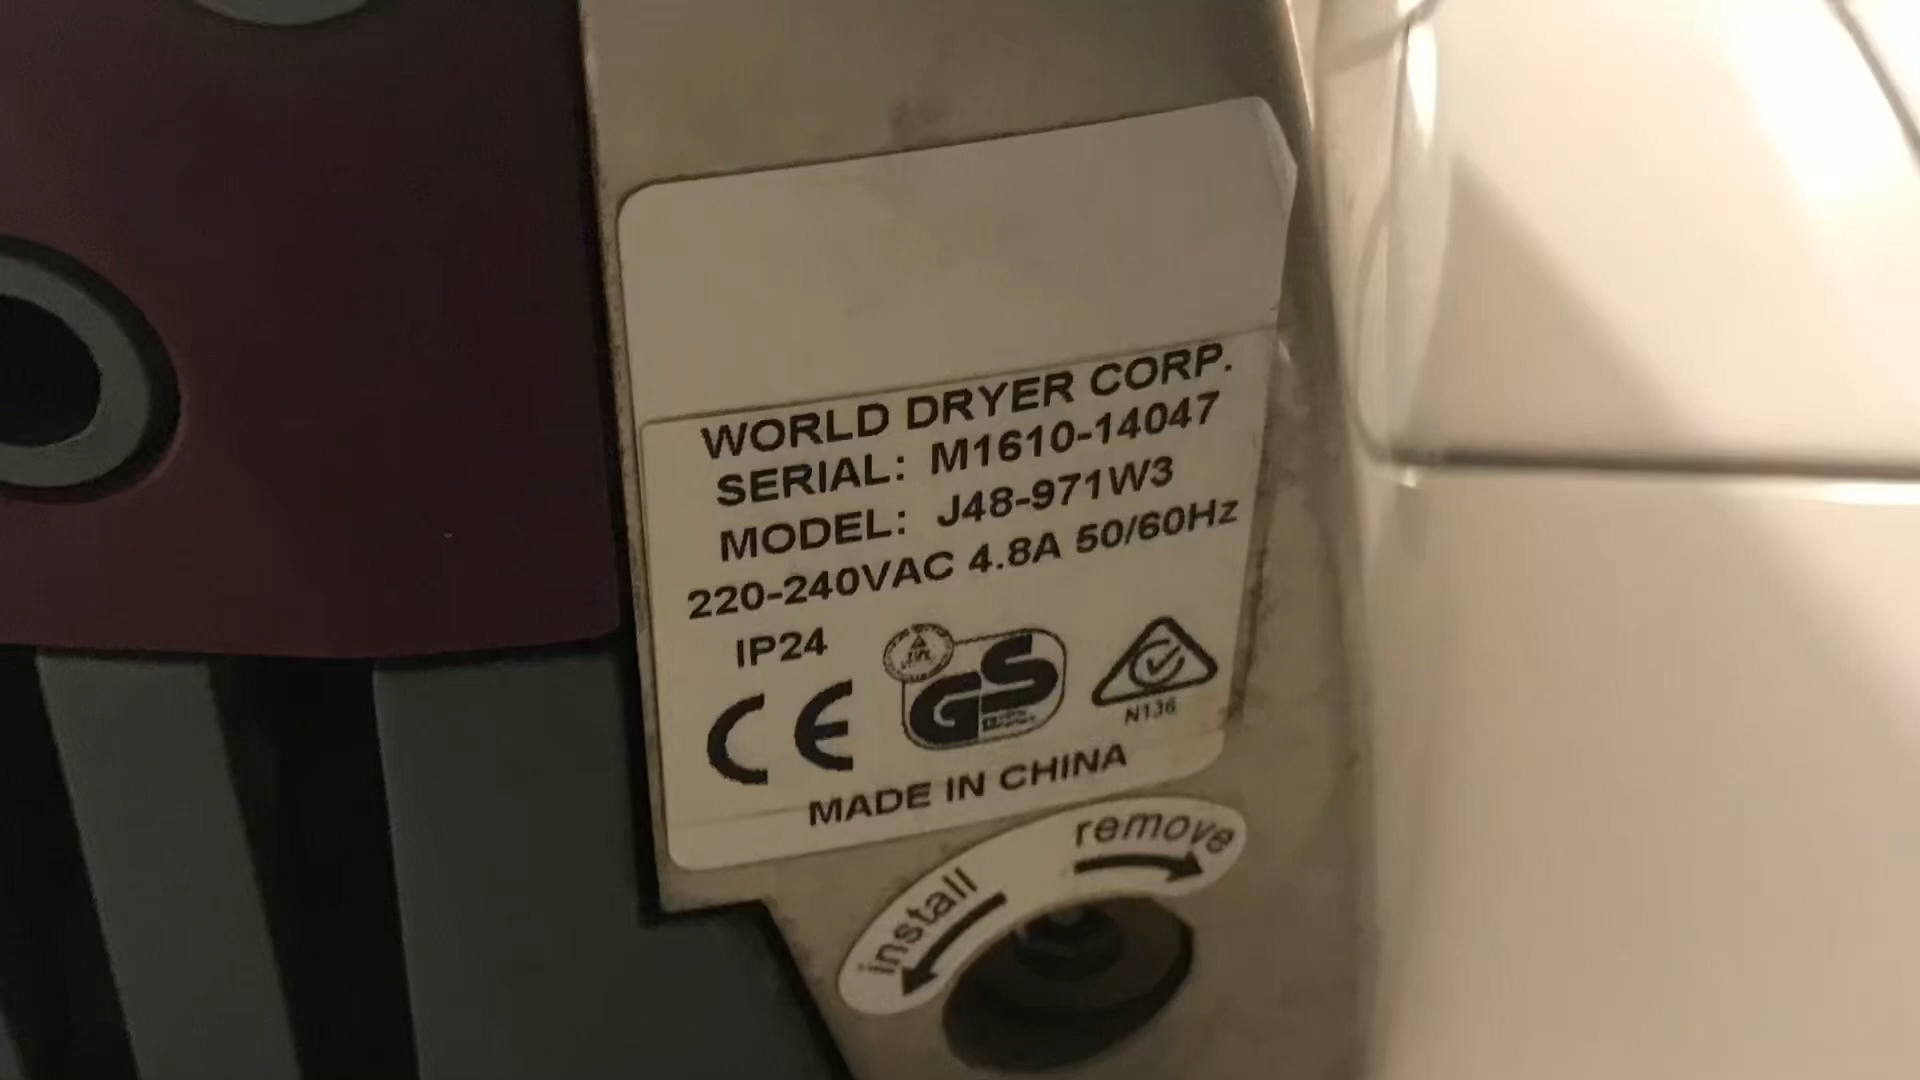 WORLD DRYER CORP.
SERIAL: M1610-14047
MODEL: J48-971W3
220-240VAC 4.8A 50/60Hz
IP24
CE
GS
N136
MADE IN CHINA
remove
install